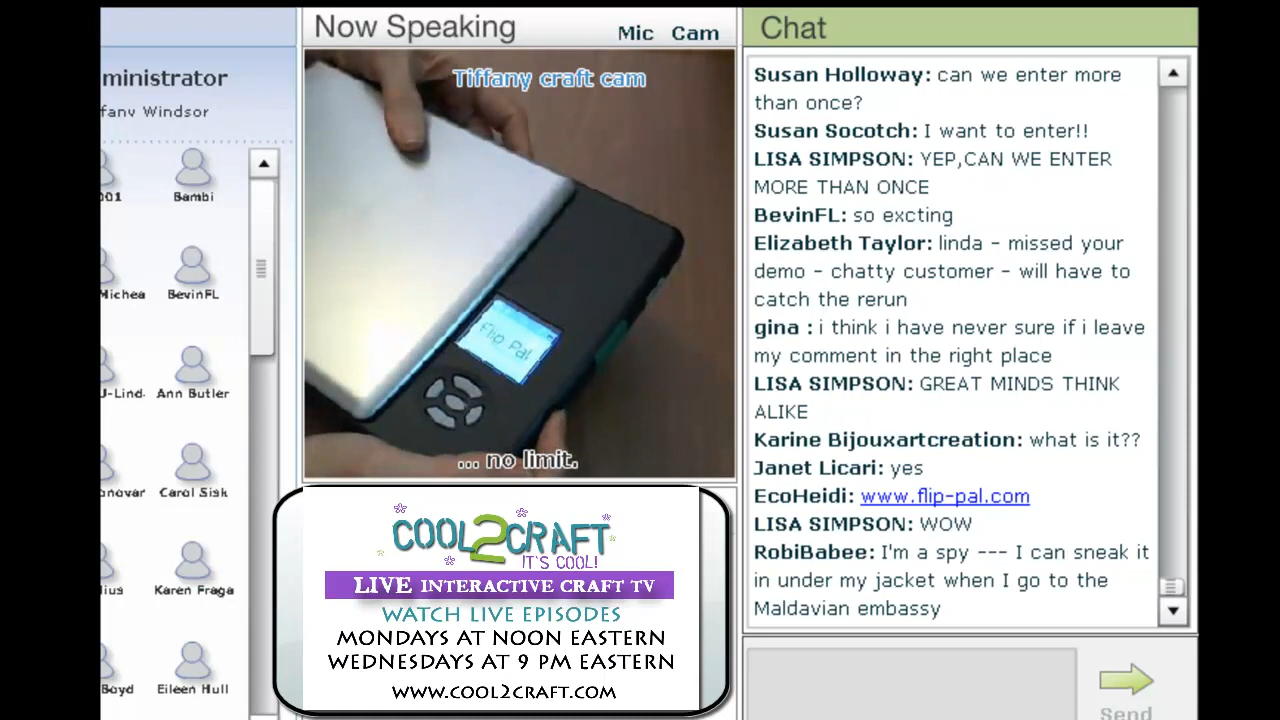 ministrator
fany Windsor
001
Bambi
Michea
BevinFL
J-Lind.
Ann Butler
onovar
Carol Sisk
lius
Karen Fraga
Boyd
Eileen Hull
Now Speaking
Mic Cam
Tiffany craft cam
Flip Pal
... no limit.
COOL2CRAFT
IT'S COOL!
LIVE INTERACTIVE CRAFT TV
WATCH LIVE EPISODES
MONDAYS AT NOON EASTERN
WEDNESDAYS AT 9 PM EASTERN
WWW.COOL2CRAFT.COM
Chat
Susan Holloway: can we enter more
than once?
Susan Socotch: I want to enter!!
LISA SIMPSON: YEP,CAN WE ENTER
MORE THAN ONCE
BevinFL: so excting
Elizabeth Taylor: linda - missed your
demo - chatty customer - will have to
catch the rerun
gina : i think i have never sure if i leave
my comment in the right place
LISA SIMPSON: GREAT MINDS THINK
ALIKE
Karine Bijouxartcreation: what is it??
Janet Licari: yes
EcoHeidi: www.flip-pal.com
LISA SIMPSON: WOW
RobiBabee: I'm a spy --- I can sneak it
in under my jacket when I go to the
Maldavian embassy
Send